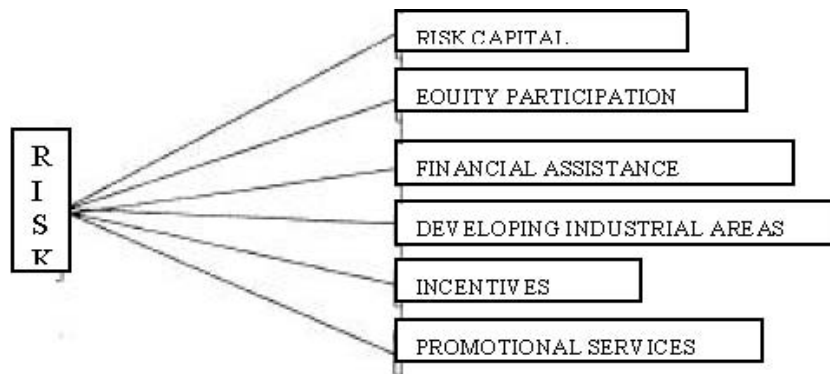 RISK CAPITAL
EQUITY PARTICIPATION
R
I
S
K
FINANCIAL ASSISTANCE
DEVELOPING INDUSTRIAL AREAS
INCENTIVES
PROMOTIONAL SERVICES